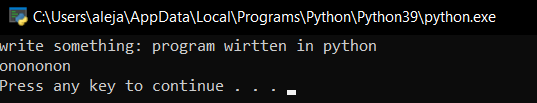 C:\Users\aleja\AppData\Local\Programs\Python\Python39\python.exe
write something: program wirtten in python
onononon
Press any key to continue . . .